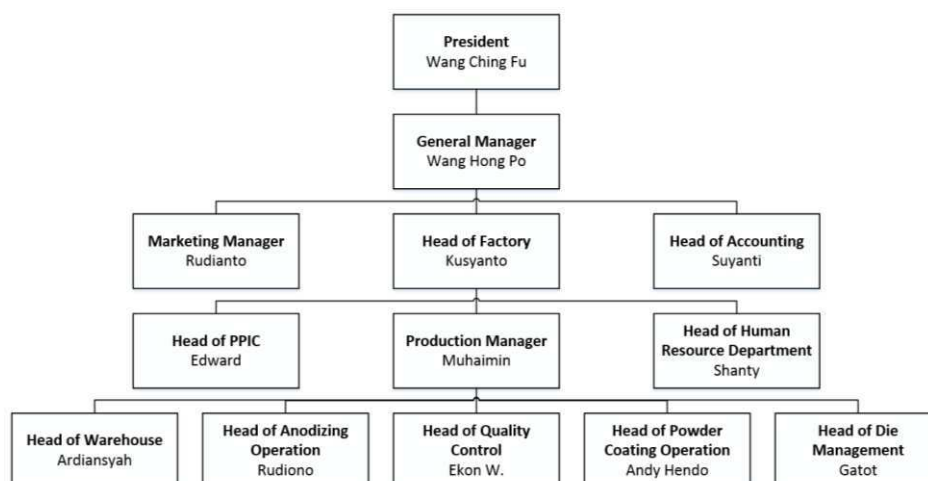 President
Wang Ching Fu
General Manager
Wang Hong Po
Marketing Manager
Rudianto
Head of Factory
Kusyanto
Head of Accounting
Suyanti
Head of PPIC
Edward
Production Manager
Muhaimin
Head of Human
Resource Department
Shanty
Head of Warehouse
Ardiansyah
Head of Anodizing
Operation
Rudiono
Head of Quality
Control
Ekon W.
Head of Powder
Coating Operation
Andy Hendo
Head of Die
Management
Gatot